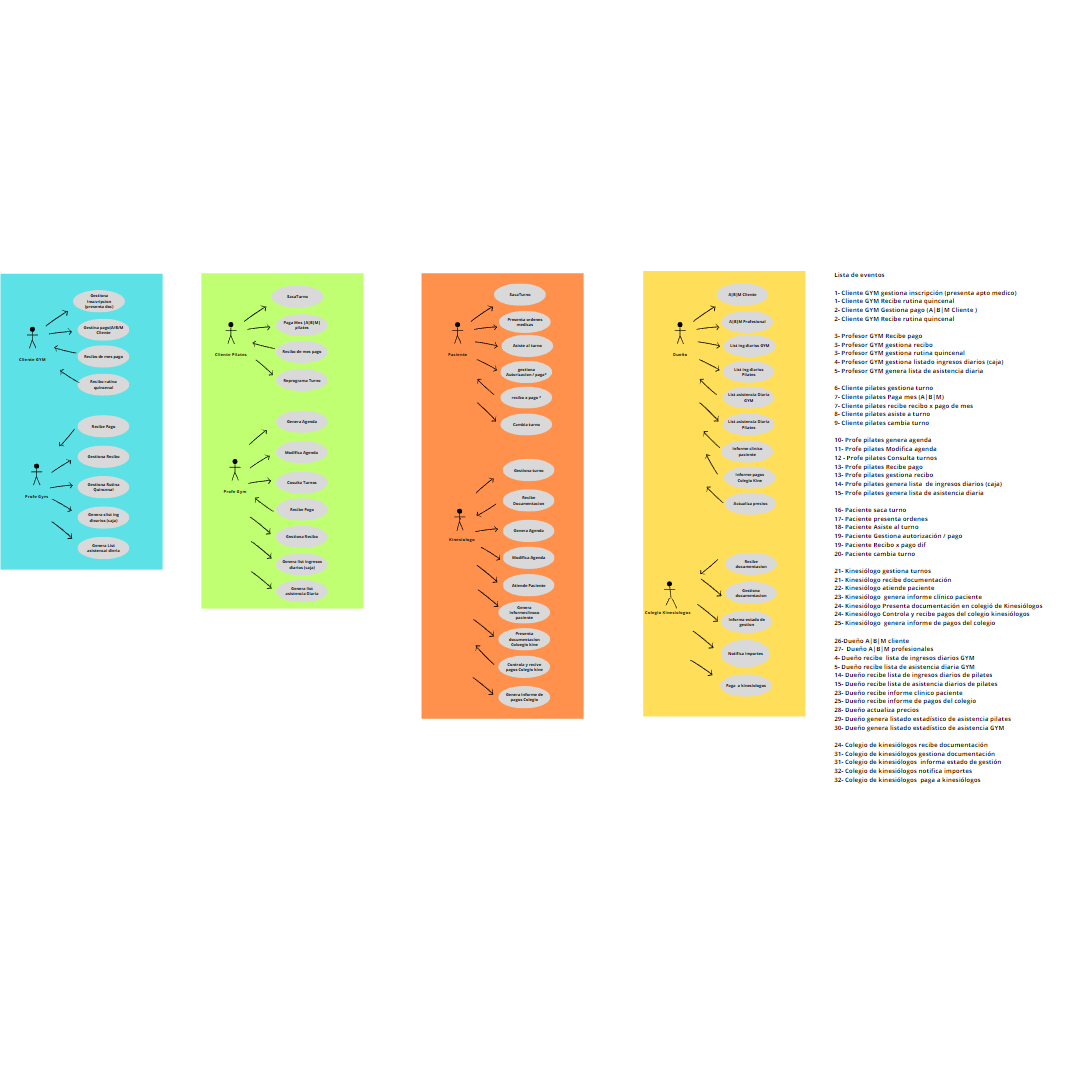 Gestiona
inscripcion
(presenta doc)
Gestina pago(A/B/M
Cliente
Cliente GYM
Recibo de mes pago
Recibe rutina
quincenal
Recibe Pago
Gestiona Recibo
Gestiona Rutina
Quincenal
Profe Gym
Genera slist ing
diearios (caja)
Genera List
asistensai diaria
SacaTurno
Paga Mes (A|B|M)
pilates
Cliente Pilates
Recibo de mes pago
Reprograma Turno
Genera Agenda
Modifica Agenda
Consulta Turnos
Profe Gym
Recibe Pago
Gestiona Recibo
Genera list ingresos
diarios (caja)
Genera list
asistencia Diaria
SacaTurno
Presenta ordenes
medicas
Paciente
Asiste al turno
gestiona
Autorizacion / pago*
recibo x pago *
Cambia turno
Gestiona turno
Recibe
Documentacion
Genera Agenda
Kinesiologo
Modifica Agenda
Atiende Paciente
Genera
informeclinoco
paciente
Presenta
documentacion
Colsegio kine
Controla y recive
pagos Colegio kine
Genera informe de
pagos Colegio
A|B|M Cliente
A|B|M Profesional
List ing diarios GYM
Dueño
List ing diarios
Pilates
List asistencia Diaria
GYM
List asistencia Diaria
Pilates
Informe clinico
paciente
Informe pagos
Colegio Kine
Actualiza precios
Recibe
documentacion
Gestiona
documentacion
Colegio Kinesiologos
Informa estado de
gestion
Notifica importes
Paga a kinesiologos
Lista de eventos
1- Cliente GYM gestiona inscripción (presenta apto medico)
1- Cliente GYM Recibe rutina quincenal
2- Cliente GYM Gestiona pago (A|B|M Cliente )
2- Cliente GYM Recibe rutina quincenal
3- Profesor GYM Recibe pago
3- Profesor GYM gestiona recibo
3- Profesor GYM gestiona rutina quincenal
4- Profesor GYM gestiona listado ingresos diarios (caja)
5- Profesor GYM genera lista de asistencia diaria
6- Cliente pilates gestiona turno
7- Cliente pilates Paga mes (A|B|M)
7- Cliente pilates recibe recibo x pago de mes
8- Cliente pilates asiste a turno
9- Cliente pilates cambia turno
10- Profe pilates genera agenda
11- Profe pilates Modifica agenda
12 - Profe pilates Consulta turnos
13- Profe pilates Recibe pago
13- Profe pilates gestiona recibo
14- Profe pilates genera lista de ingresos diarios (caja)
15- Profe pilates genera lista de asistencia diaria
16- Paciente saca turno
17- Paciente presenta ordenes
18- Paciente Asiste al turno
19- Paciente Gestiona autorización / pago
19- Paciente Recibo x pago dif
20- Paciente cambia turno
21- Kinesiólogo gestiona turnos
21- Kinesiólogo recibe documentación
22- Kinesiólogo atiende paciente
23- Kinesiólogo genera informe clínico paciente
24- Kinesiólogo Presenta documentación en colegió de Kinesiólogos
24- Kinesiólogo Controla y recibe pagos del colegio kinesiólogos
25- Kinesiólogo genera informe de pagos del colegio
26-Dueño A|B|M cliente
27- Dueño A|B|M profesionales
4- Dueño recibe lista de ingresos diarios GYM
5- Dueño recibe lista de asistencia diaria GYM
14- Dueño recibe lista de ingresos diarios de pilates
15- Dueño recibe lista de asistencia diarios de pilates
23- Dueño recibe informe clínico paciente
25- Dueño recibe informe de pagos del colegio
28- Dueño actualiza precios
29- Dueño genera listado estadístico de asistencia pilates
30- Dueño genera listado estadístico de asistencia GYM
24- Colegio de kinesiólogos recibe documentación
31- Colegio de kinesiólogos gestiona documentación
31- Colegio de kinesiólogos informa estado de gestión
32- Colegio de kinesiólogos notifica importes
32- Colegio de kinesiólogos paga a kinesiólogos